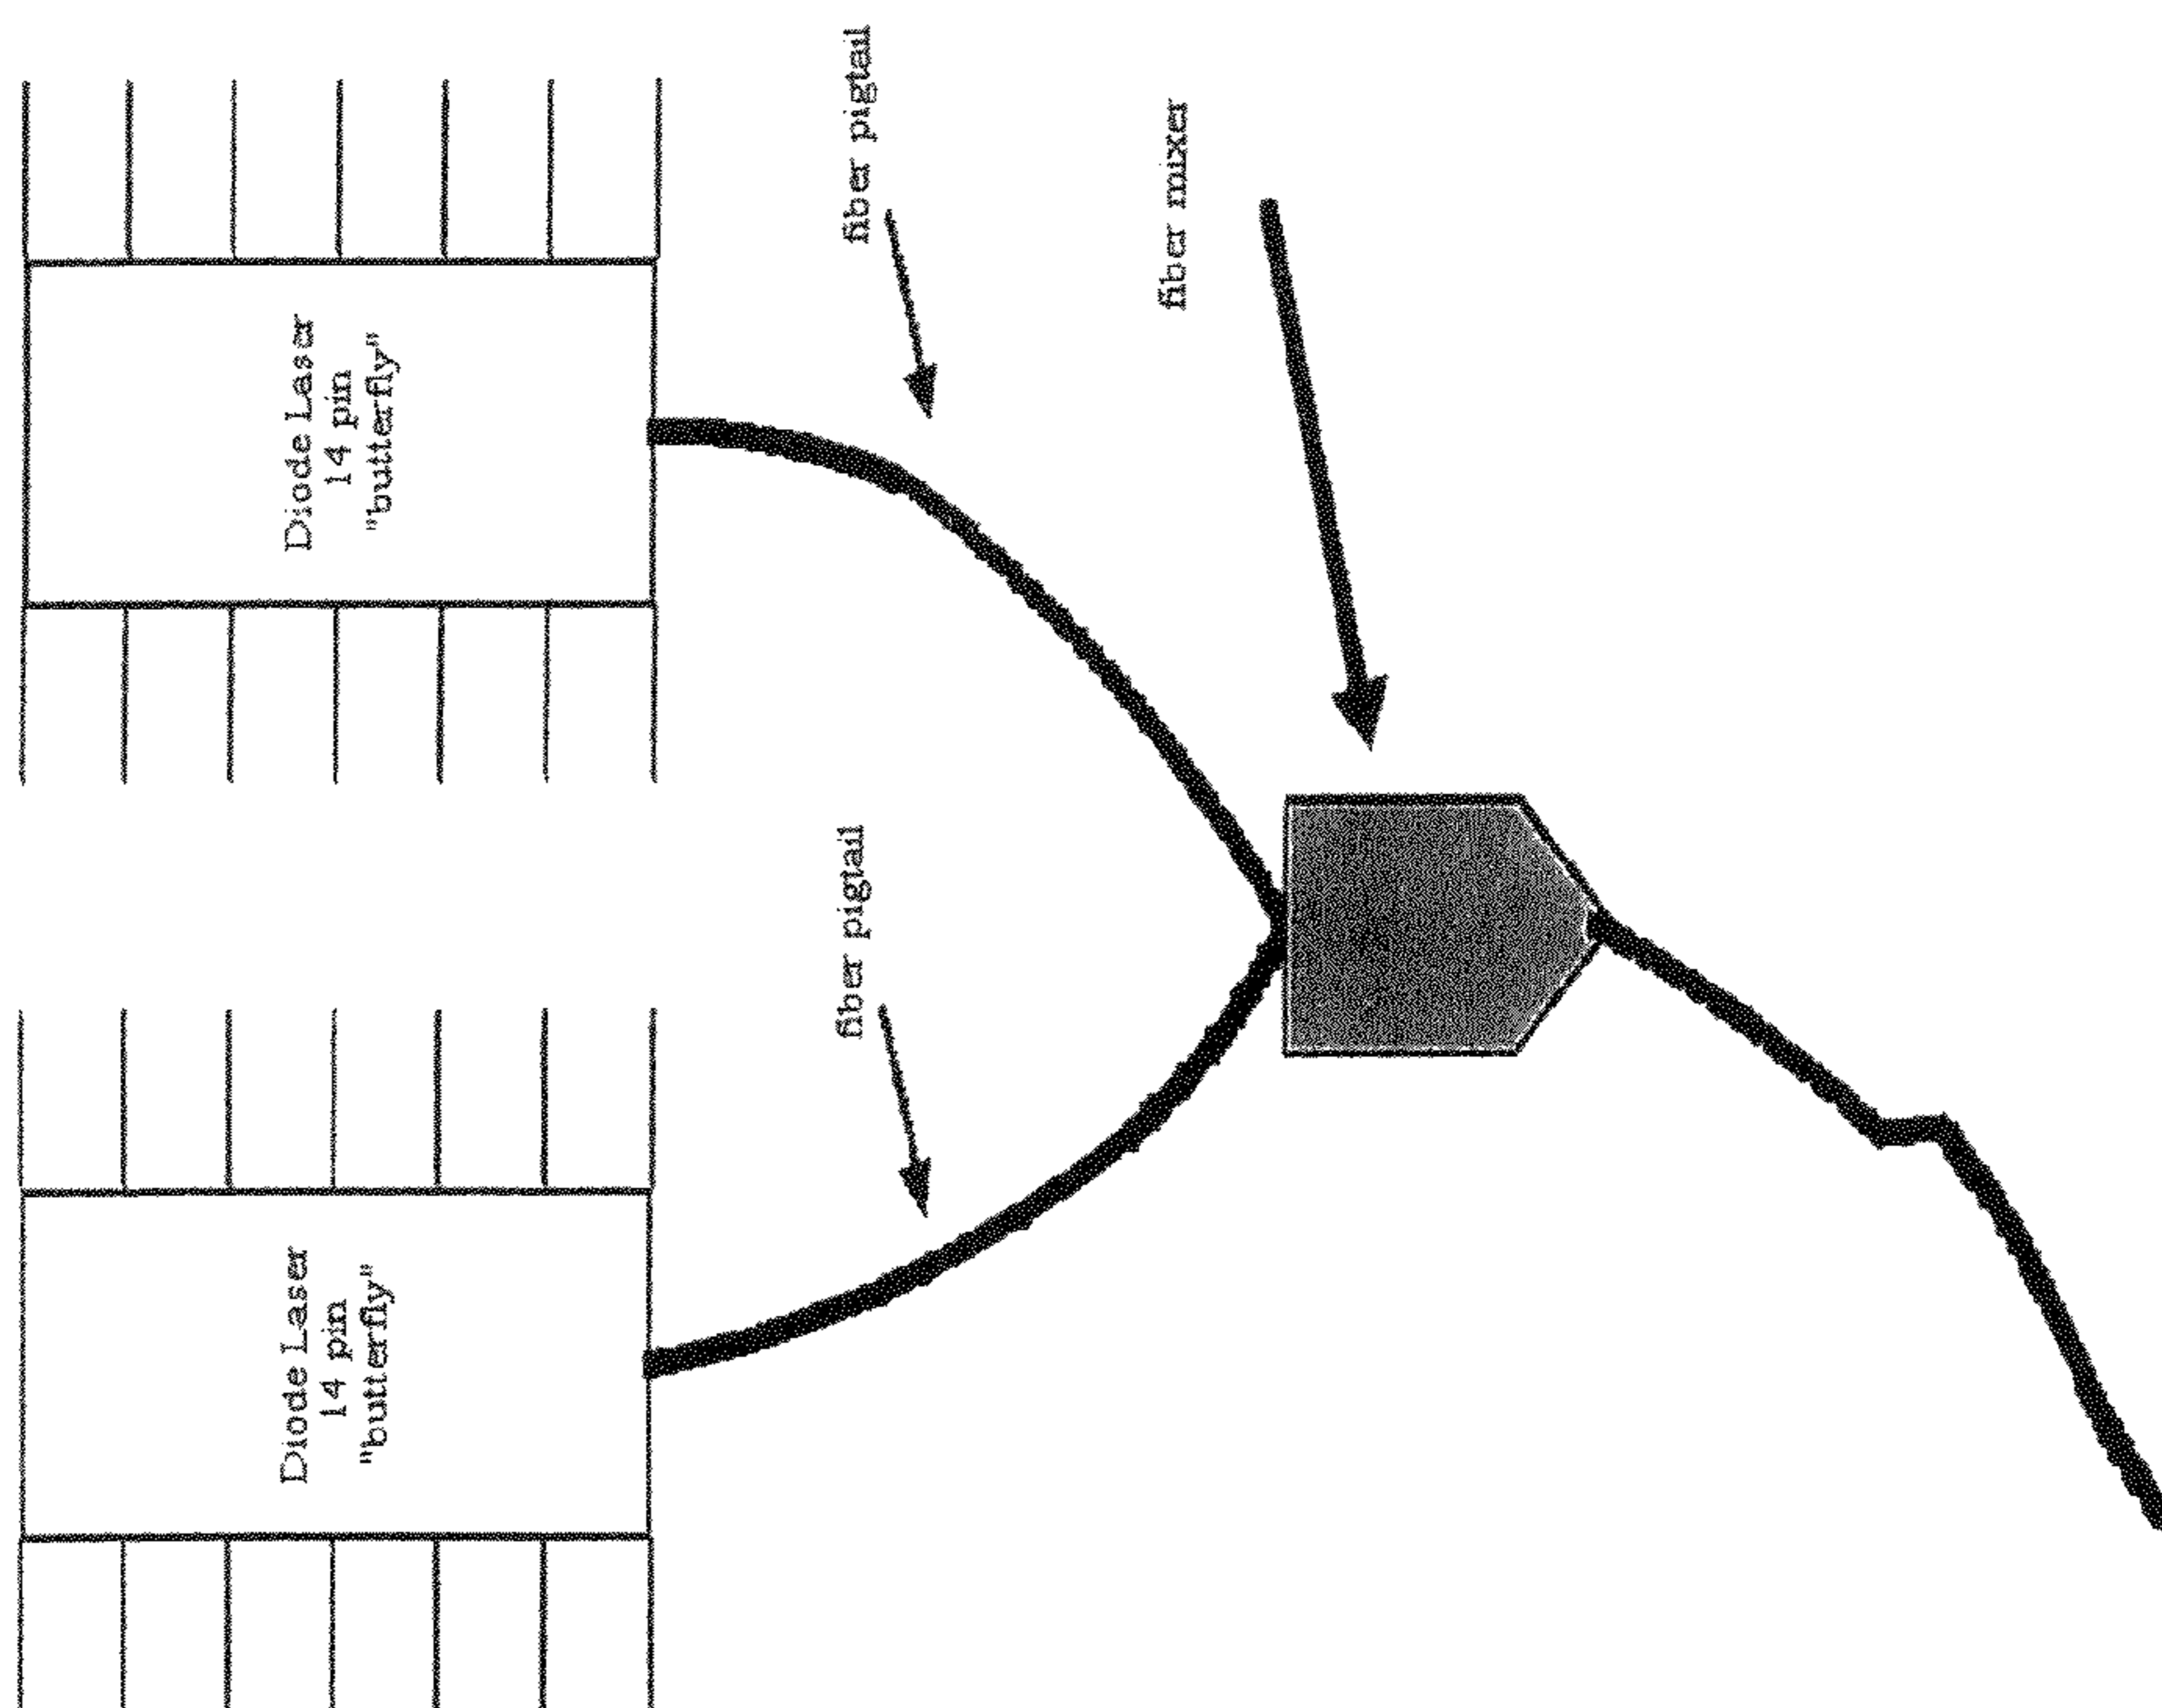 Diode Laser
14 pin
"butterfly"
fiber pigtail
Diode Laser
14 pin
"butterfly"
fiber pigtail
fiber mixer